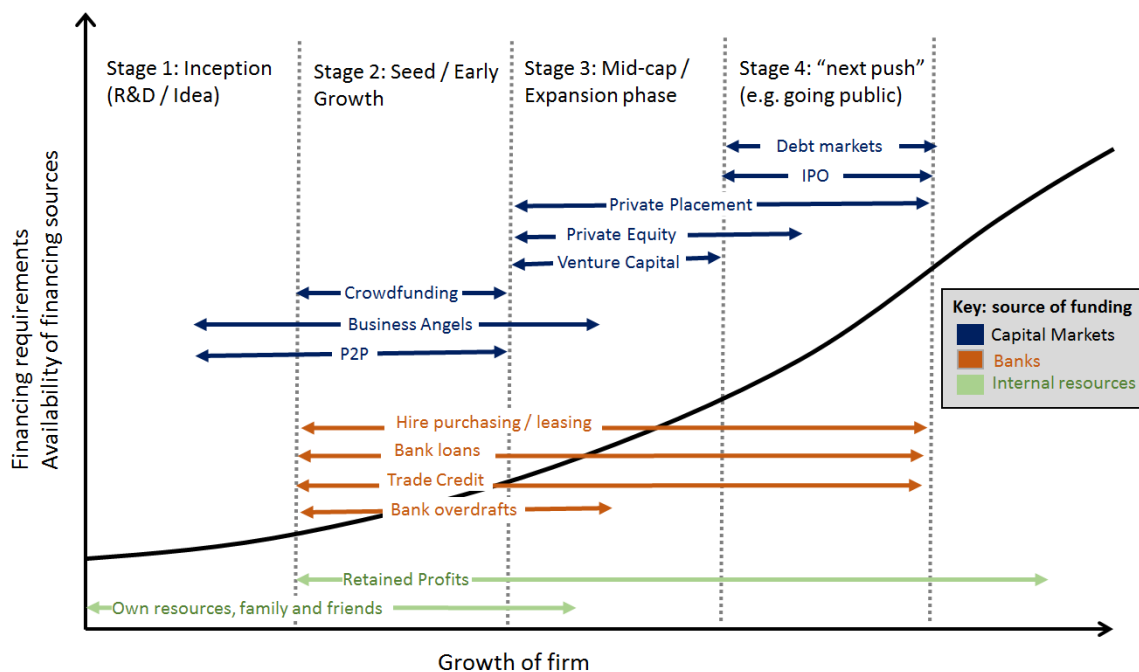 Stage 1: Inception
(R&D / Idea)
Stage 2: Seed / Early
Growth
Stage 3: Mid-cap /
Expansion phase
Stage 4: “next push”
(e.g. going public)
Debt markets
IPO
Private Placement
Private Equity
Venture Capital
Crowdfunding
Business Angels
P2P
Hire purchasing / leasing
Bank loans
Trade Credit
Bank overdrafts
Retained Profits
Own resources, family and friends
Key: source of funding
Capital Markets
Banks
Internal resources
Financing requirements
Availability of financing sources
Growth of firm